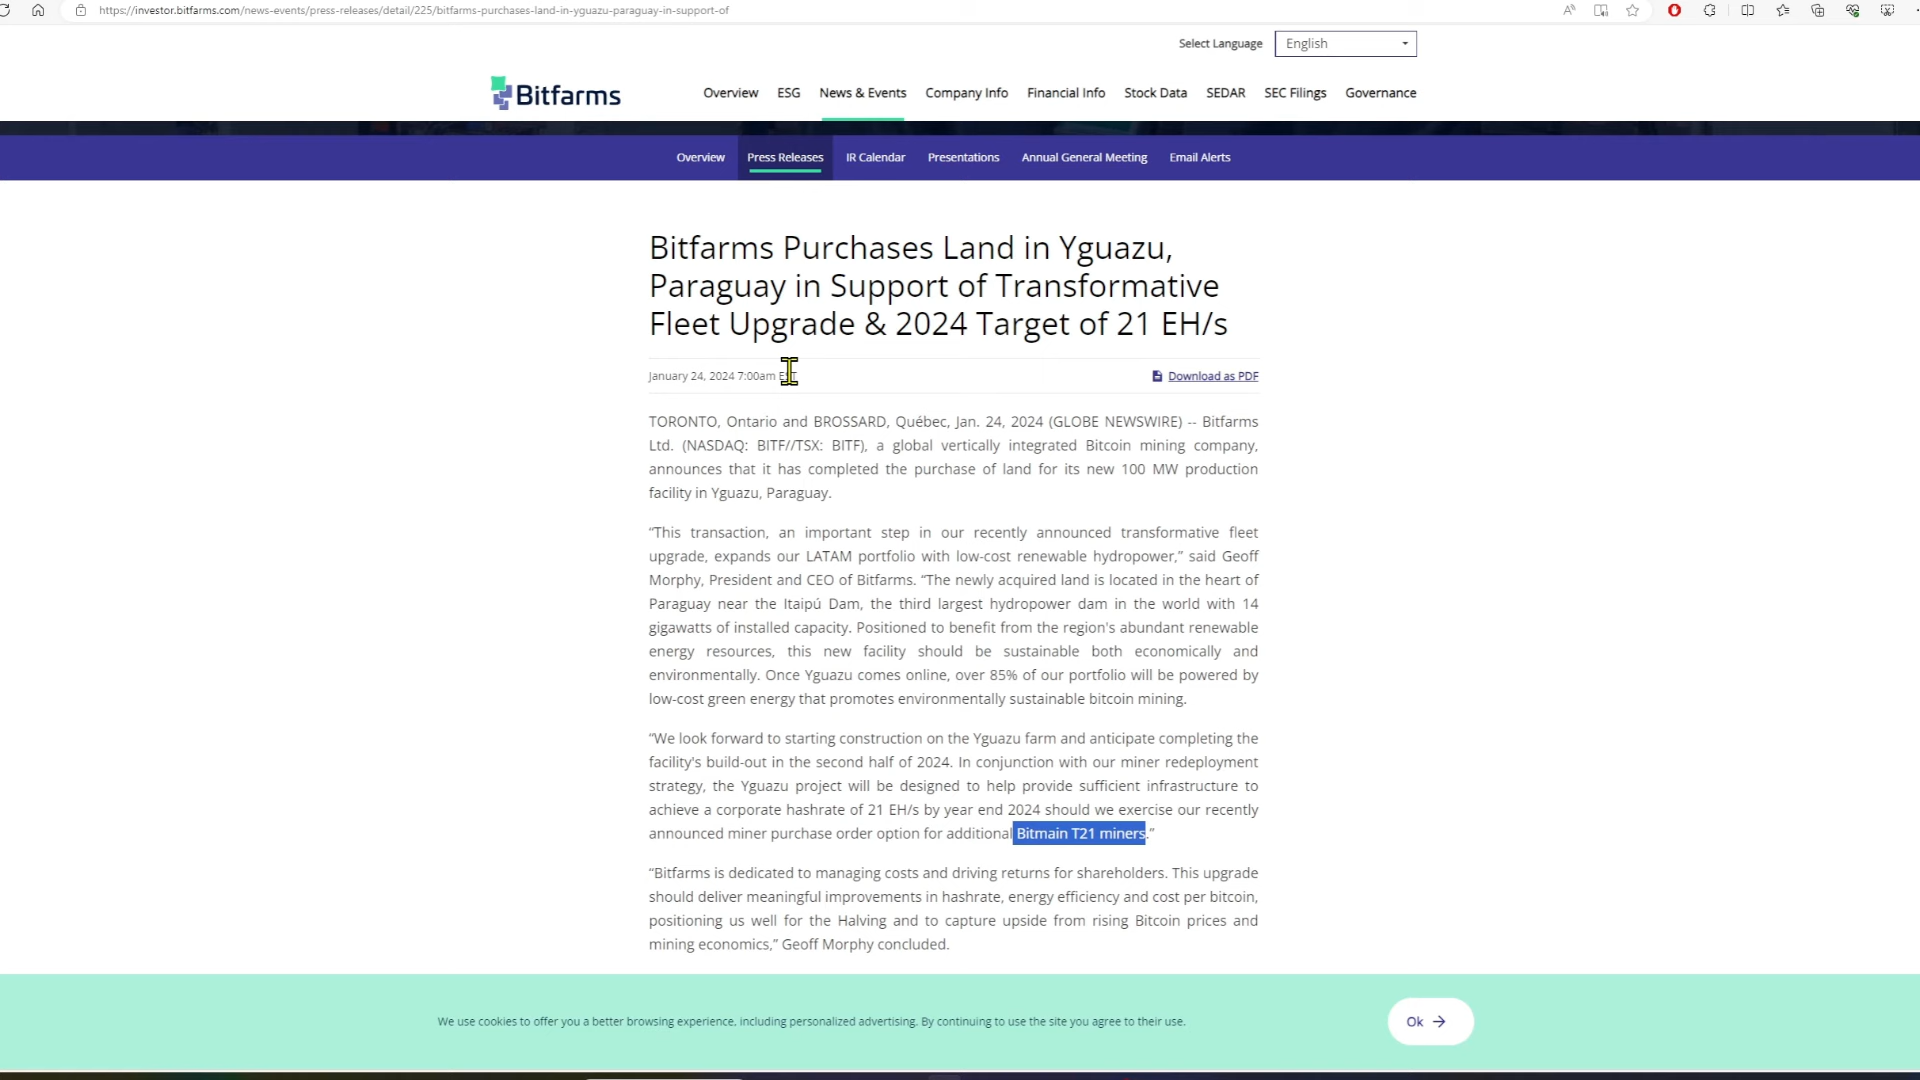 https://investor.bitfarms.com/news-events/press-releases/detail/225/bitfarms-purchases-land-in-yguazu-paraguay-in-support-of
Select Language English
Bitfarms Overview ESG News & Events Company Info Financial Info Stock Data SEDAR SEC Filings Governance
Overview Press Releases IR Calendar Presentations Annual General Meeting Email Alerts
Bitfarms Purchases Land in Yguazu,
Paraguay in Support of Transformative
Fleet Upgrade & 2024 Target of 21 EH/s
January 24, 2024 7:00am EST Download as PDF
TORONTO, Ontario and BROSSARD, Québec, Jan. 24, 2024 (GLOBE NEWSWIRE) -- Bitfarms
Ltd. (NASDAQ: BITF//TSX: BITF), a global vertically integrated Bitcoin mining company,
announces that it has completed the purchase of land for its new 100 MW production
facility in Yguazu, Paraguay.
“This transaction, an important step in our recently announced transformative fleet
upgrade, expands our LATAM portfolio with low-cost renewable hydropower,” said Geoff
Morphy, President and CEO of Bitfarms. “The newly acquired land is located in the heart of
Paraguay near the Itaipú Dam, the third largest hydropower dam in the world with 14
gigawatts of installed capacity. Positioned to benefit from the region's abundant renewable
energy resources, this new facility should be sustainable both economically and
environmentally. Once Yguazu comes online, over 85% of our portfolio will be powered by
low-cost green energy that promotes environmentally sustainable bitcoin mining.
“We look forward to starting construction on the Yguazu farm and anticipate completing the
facility's build-out in the second half of 2024. In conjunction with our miner redeployment
strategy, the Yguazu project will be designed to help provide sufficient infrastructure to
achieve a corporate hashrate of 21 EH/s by year end 2024 should we exercise our recently
announced miner purchase order option for additional Bitmain T21 miners.”
“Bitfarms is dedicated to managing costs and driving returns for shareholders. This upgrade
should deliver meaningful improvements in hashrate, energy efficiency and cost per bitcoin,
positioning us well for the Halving and to capture upside from rising Bitcoin prices and
mining economics,” Geoff Morphy concluded.
We use cookies to offer you a better browsing experience, including personalized advertising. By continuing to use the site you agree to their use.
Ok